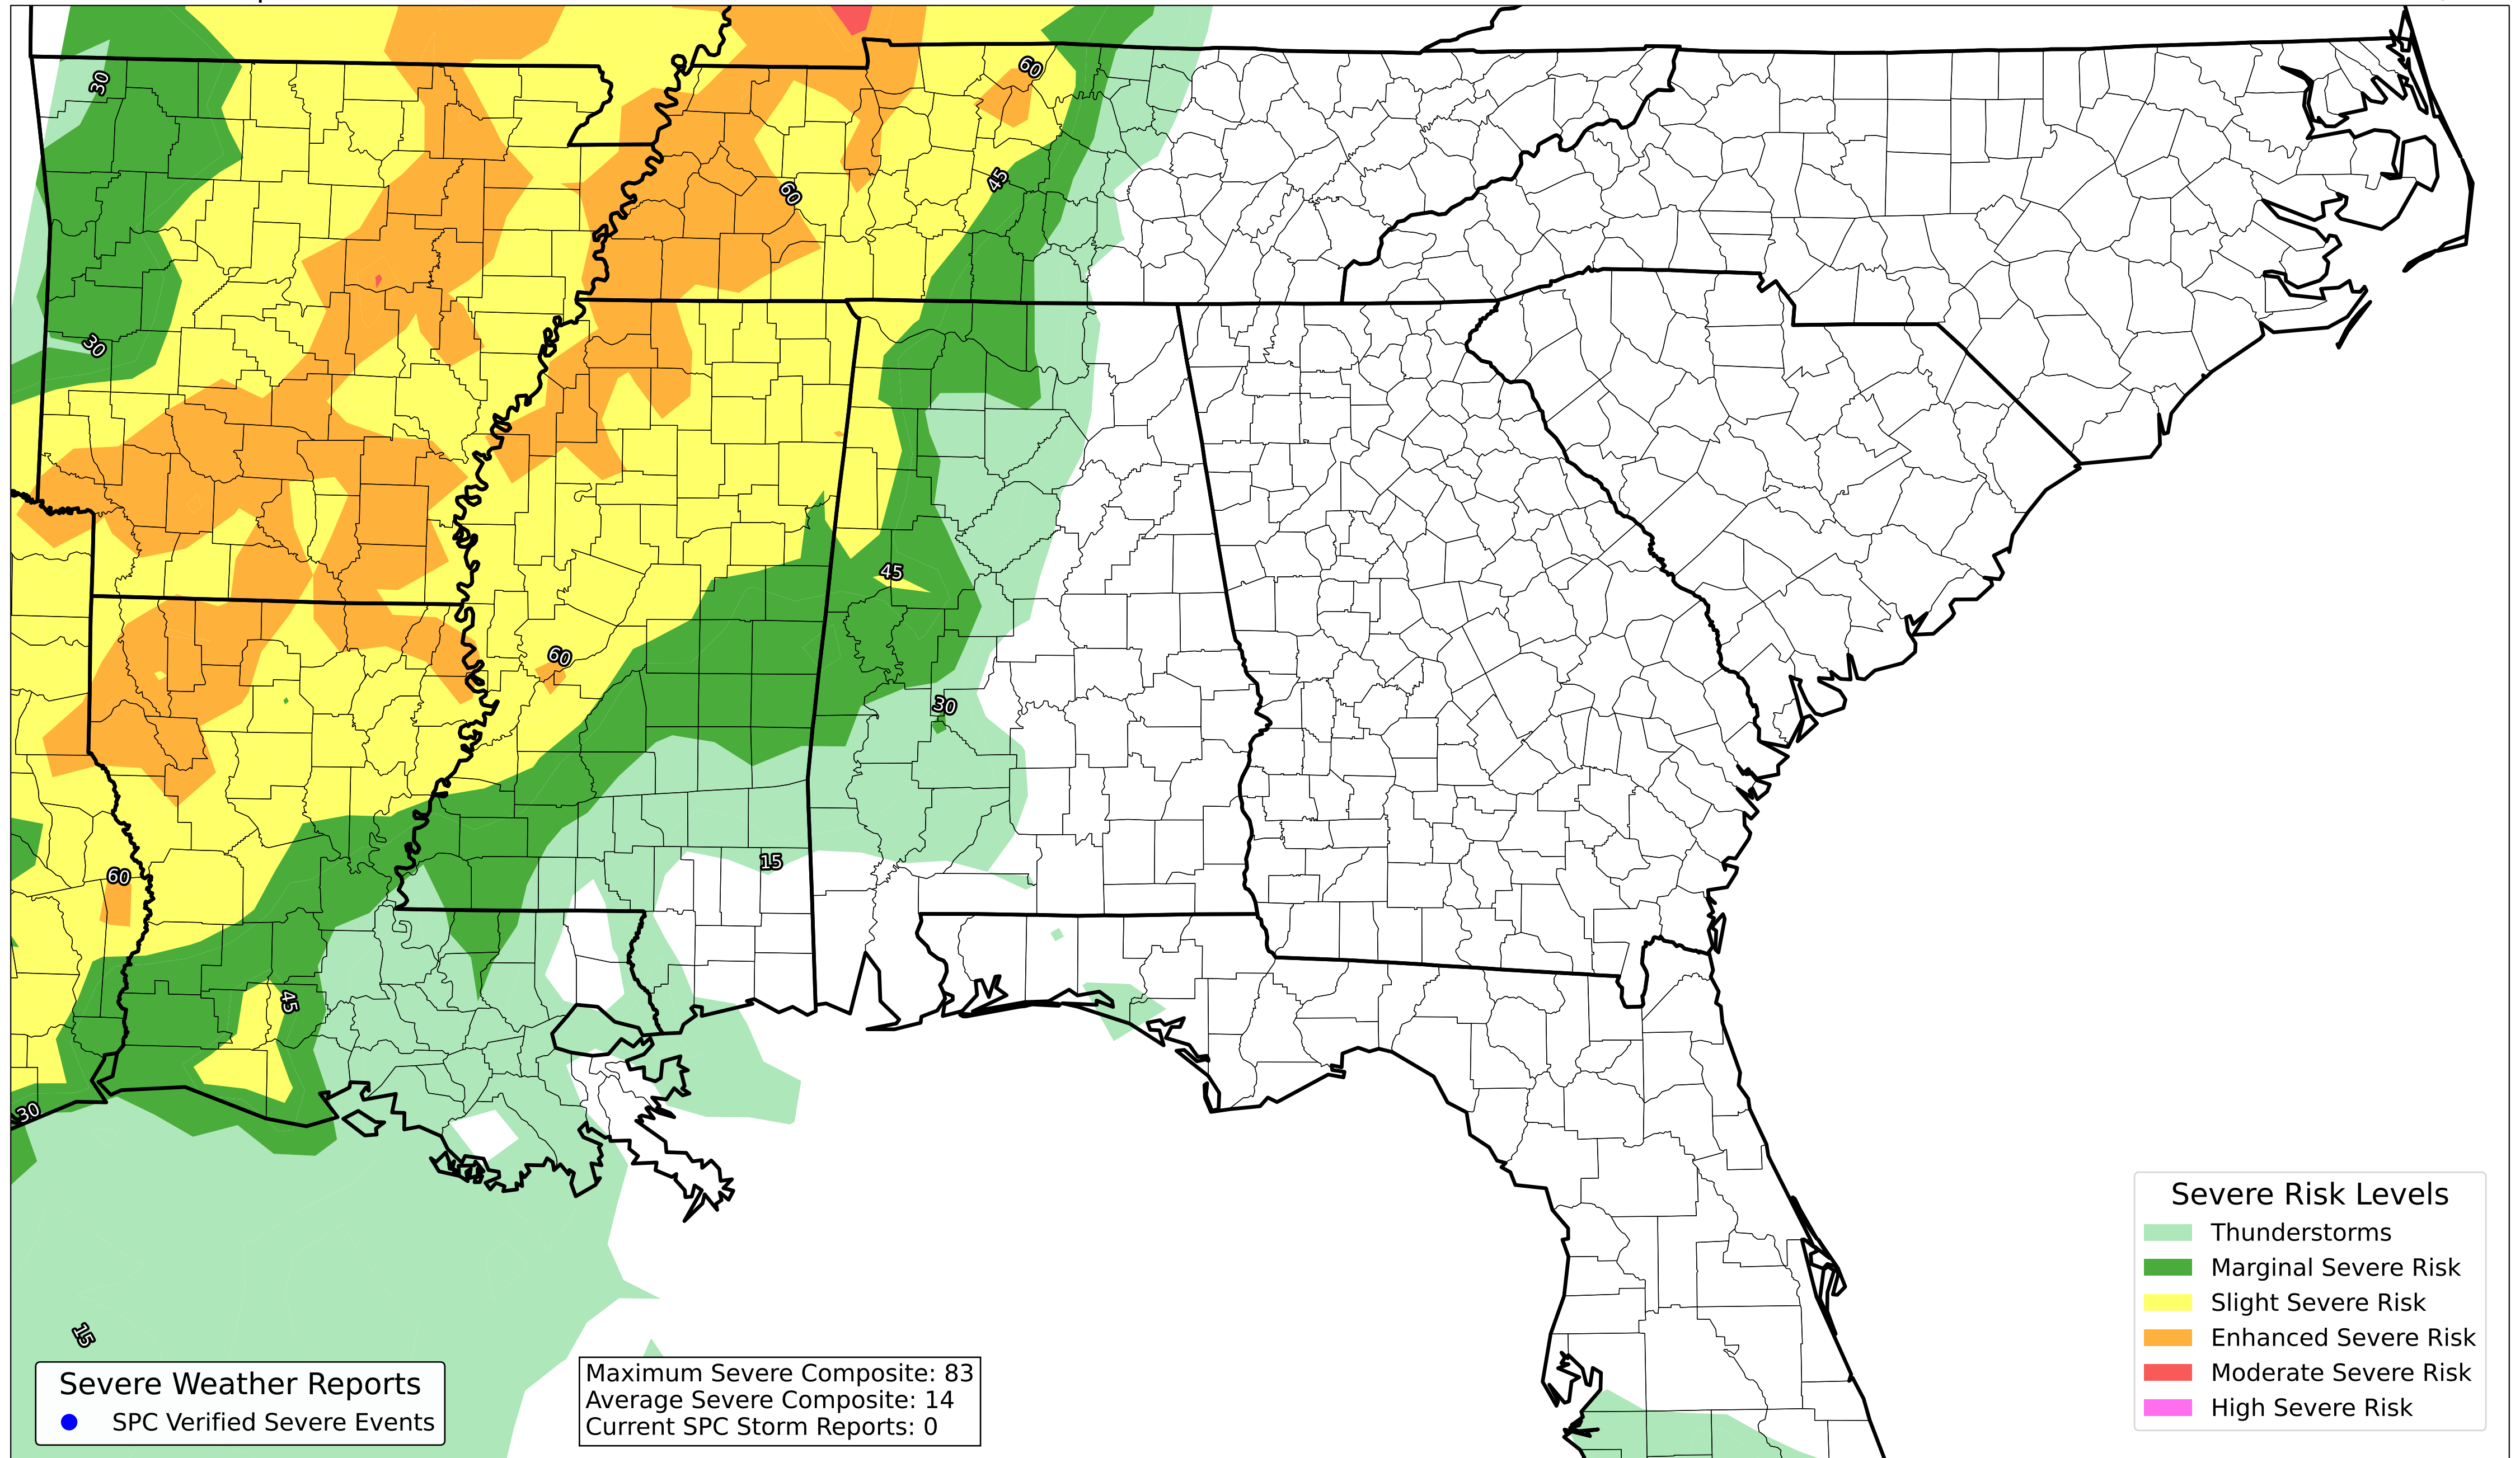 30
60
45
60
30
45
60
30
15
60
45
30
15
Severe Weather Reports
SPC Verified Severe Events
Maximum Severe Composite: 83
Average Severe Composite: 14
Current SPC Storm Reports: 0
Severe Risk Levels
Thunderstorms
Marginal Severe Risk
Slight Severe Risk
Enhanced Severe Risk
Moderate Severe Risk
High Severe Risk